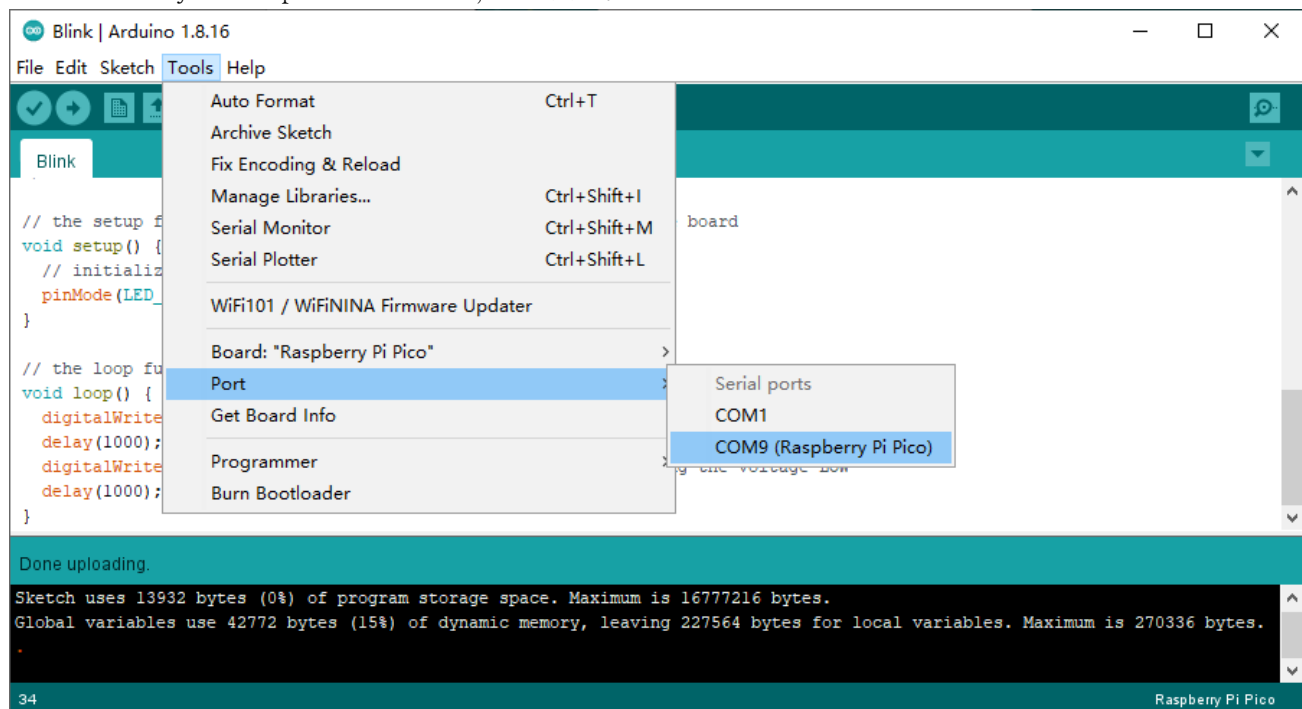 Blink | Arduino 1.8.16
File Edit Sketch Tools Help
Auto Format Ctrl+T
Archive Sketch
Blink
Fix Encoding & Reload
Manage Libraries... Ctrl+Shift+I
// the setup f board
Serial Monitor Ctrl+Shift+M
void setup() {
Serial Plotter Ctrl+Shift+L
// initializ
pinMode(LED_
WiFi101 / WiFiNINA Firmware Updater
}
Board: "Raspberry Pi Pico"
// the loop fu
Port
Serial ports
void loop() {
Get Board Info
COM1
digitalWrite
delay(1000);
COM9 (Raspberry Pi Pico)
Programmer
digitalWrite
delay(1000);
Burn Bootloader
}
Done uploading.
Sketch uses 13932 bytes (0%) of program storage space. Maximum is 16777216 bytes.
Global variables use 42772 bytes (15%) of dynamic memory, leaving 227564 bytes for local variables. Maximum is 270336 bytes.
34 Raspberry Pi Pico